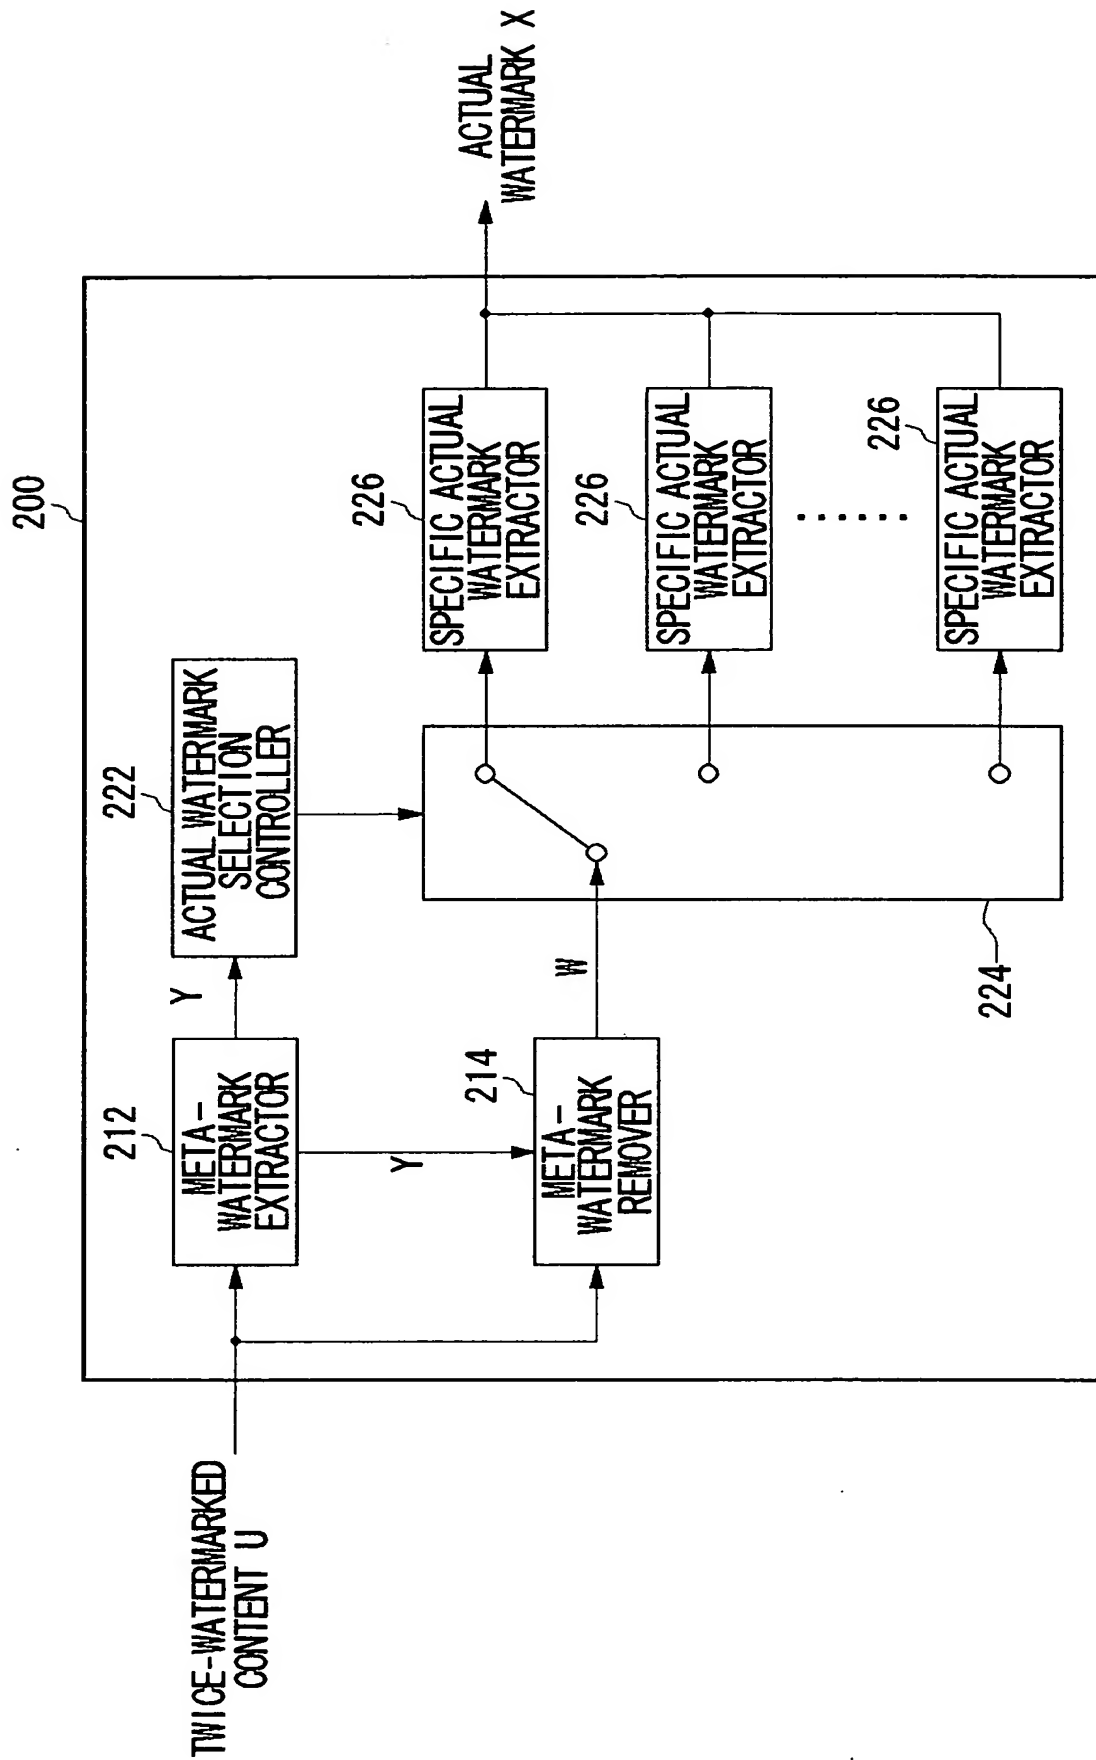 200
TWICE-WATERMARKED
CONTENT U
212
META-
WATERMARK
EXTRACTOR
Y
222
ACTUAL WATERMARK
SELECTION
CONTROLLER
Y
214
META-
WATERMARK
REMOVER
W
224
226
SPECIFIC ACTUAL
WATERMARK
EXTRACTOR
226
SPECIFIC ACTUAL
WATERMARK
EXTRACTOR
226
SPECIFIC ACTUAL
WATERMARK
EXTRACTOR
ACTUAL
WATERMARK X